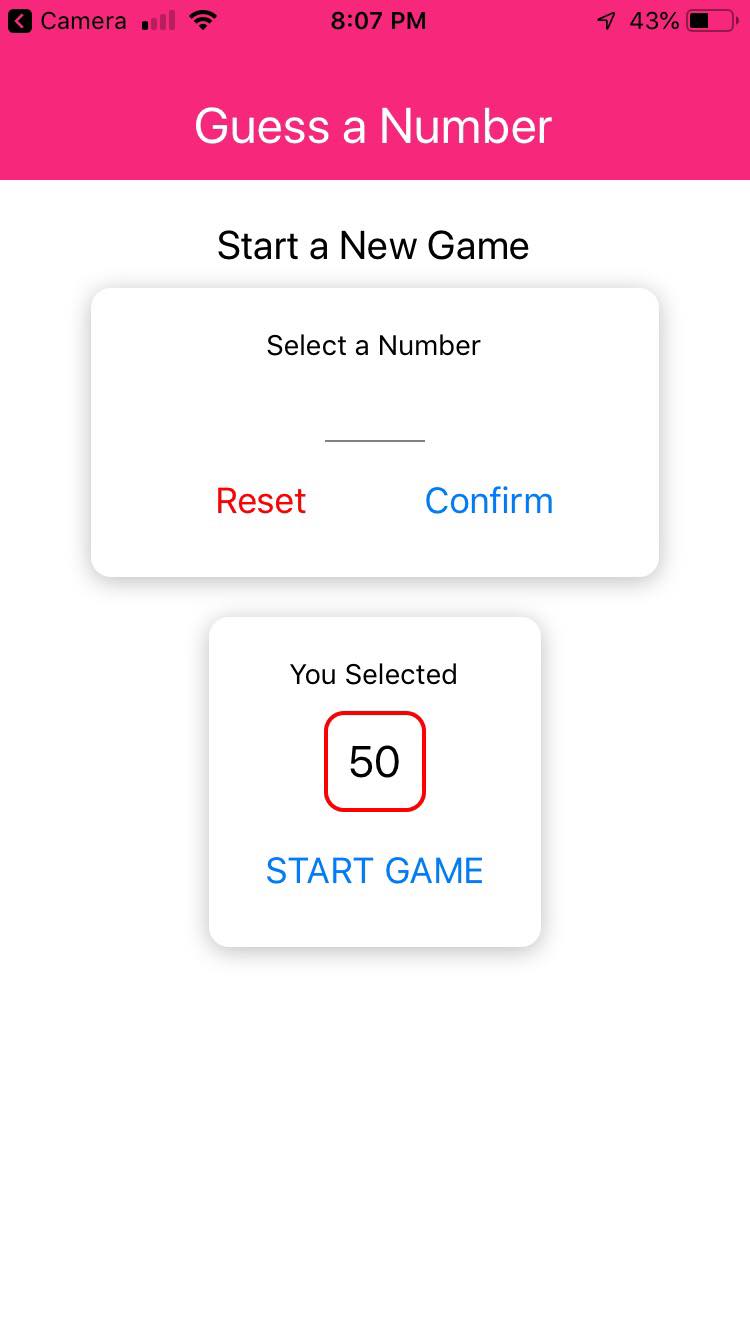 Camera 8:07 PM 43%
Guess a Number
Start a New Game
Select a Number
Reset Confirm
You Selected
50
START GAME